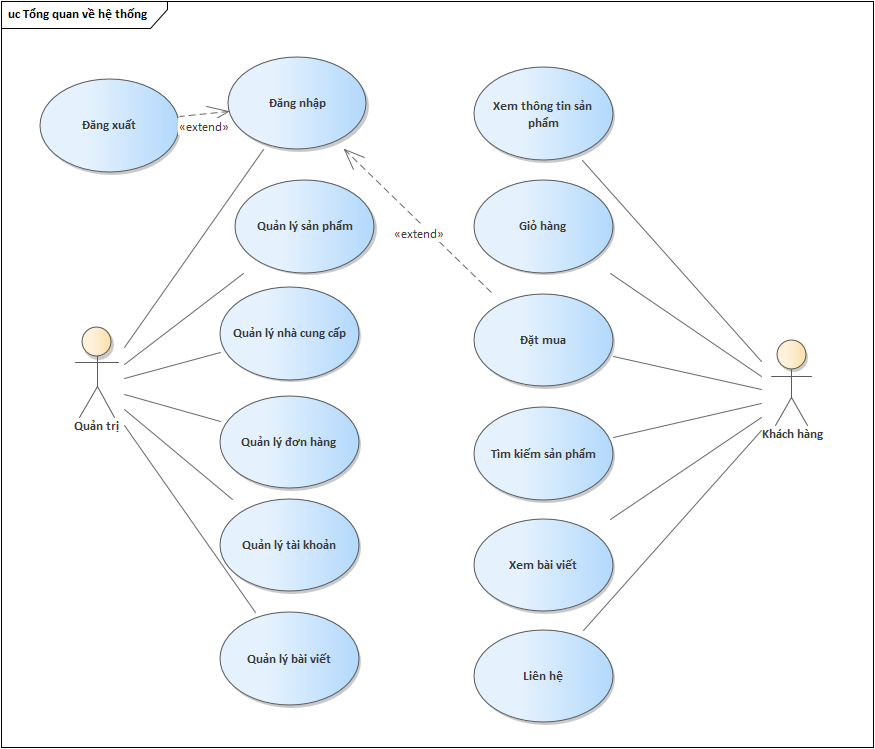 uc Tổng quan về hệ thống
Đăng xuất
«extend»
Đăng nhập
Quản lý sản phẩm
Quản lý nhà cung cấp
Quản lý đơn hàng
Quản lý tài khoản
Quản lý bài viết
Quản trị
«extend»
Xem thông tin sản
phẩm
Giỏ hàng
Đặt mua
Tìm kiếm sản phẩm
Xem bài viết
Liên hệ
Khách hàng